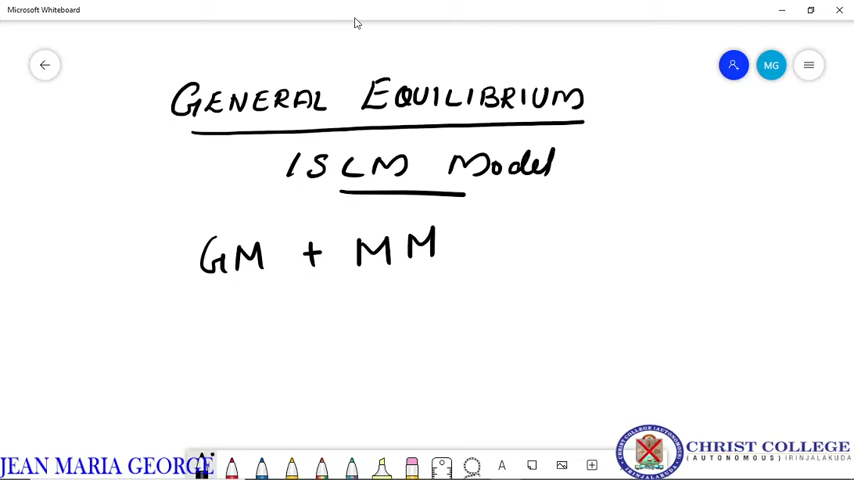 Microsoft Whiteboard
MG
GENERAL EQUILIBRIUM
ISLM Model
GM + MM
A
JEAN MARIA GEORGE
CHRIST COLLEGE
(AUTONOMOUS) IRINJALAKUDA